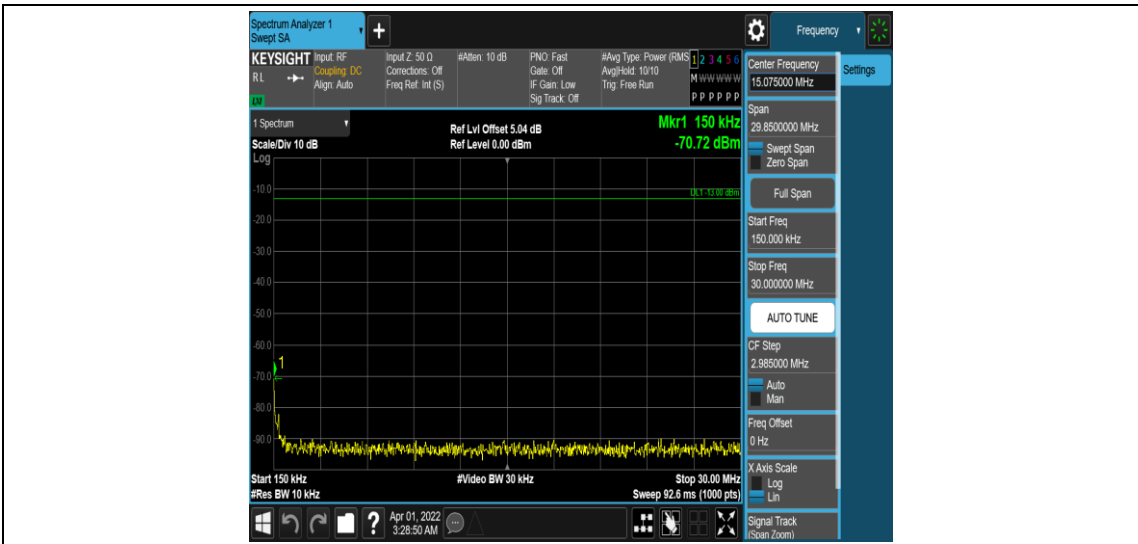 Spectrum Analyzer 1
Swept SA
+
Frequency
KEYSIGHT
RL
LXI
Input: RF
Coupling: DC
Align: Auto
Input Z: 50 Ω
Corrections: Off
Freq Ref: Int (S)
#Atten: 10 dB
PNO: Fast
Gate: Off
IF Gain: Low
Sig Track: Off
#Avg Type: Power (RMS
Avg|Hold: 10/10
Trig: Free Run
1 2 3 4 5 6
M W W W W W
P P P P P P
Center Frequency
15.075000 MHz
Settings
Span
29.8500000 MHz
Swept Span
Zero Span
Full Span
Start Freq
150.000 kHz
Stop Freq
30.000000 MHz
AUTO TUNE
CF Step
2.985000 MHz
Auto
Man
Freq Offset
0 Hz
X Axis Scale
Log
Lin
Signal Track
(Span Zoom)
1 Spectrum
Scale/Div 10 dB
Log
Ref Lvl Offset 5.04 dB
Ref Level 0.00 dBm
Mkr1 150 kHz
-70.72 dBm
DL1 -13.00 dBm
-10.0
-20.0
-30.0
-40.0
-50.0
-60.0
1
-70.0
-80.0
-90.0
Start 150 kHz
#Res BW 10 kHz
#Video BW 30 kHz
Stop 30.00 MHz
Sweep 92.6 ms (1000 pts)
?
Apr 01, 2022
3:28:50 AM